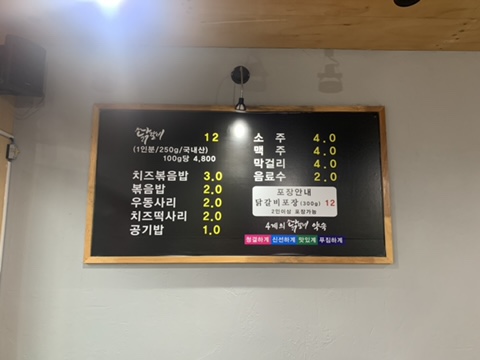 12
(1인분/250g/국내산)
100g당 4,800
치즈볶음밥 3.0
볶음밥 2.0
우동사리 2.0
치즈떡사리 2.0
공기밥 1.0
소주 4.0
맥주 4.0
막걸리 4.0
음료수 2.0
포장안내
닭갈비포장(300g) 12
2인이상 포장가능
4계의 약속
청결하게 신선하게 맛있게 푸짐하게